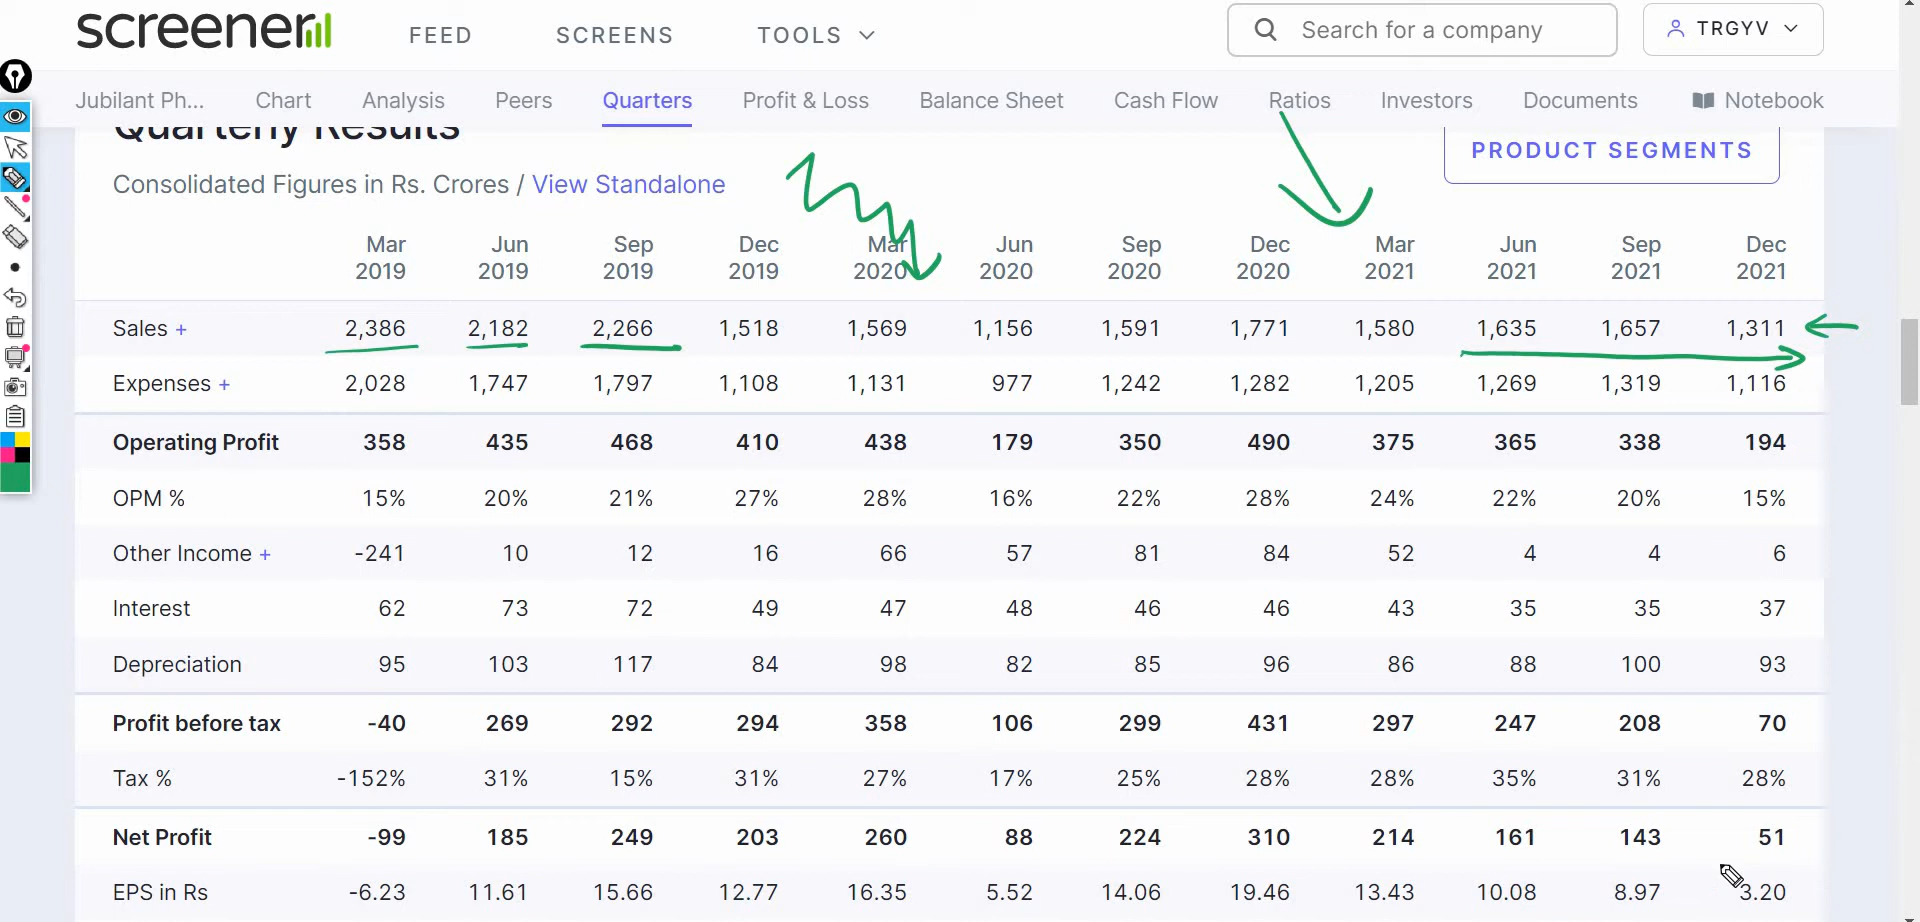 screener
FEED SCREENS TOOLS
Search for a company
TRGYV
Jubilant Ph... Chart Analysis Peers Quarters Profit & Loss Balance Sheet Cash Flow Ratios Investors Documents Notebook
Quarterly Results
PRODUCT SEGMENTS
Consolidated Figures in Rs. Crores / View Standalone
Mar Jun Sep Dec Mar Jun Sep Dec Mar Jun Sep Dec
2019 2019 2019 2019 2020 2020 2020 2020 2021 2021 2021 2021
Sales + 2,386 2,182 2,266 1,518 1,569 1,156 1,591 1,771 1,580 1,635 1,657 1,311
Expenses + 2,028 1,747 1,797 1,108 1,131 977 1,242 1,282 1,205 1,269 1,319 1,116
Operating Profit 358 435 468 410 438 179 350 490 375 365 338 194
OPM % 15% 20% 21% 27% 28% 16% 22% 28% 24% 22% 20% 15%
Other Income + -241 10 12 16 66 57 81 84 52 4 4 6
Interest 62 73 72 49 47 48 46 46 43 35 35 37
Depreciation 95 103 117 84 98 82 85 96 86 88 100 93
Profit before tax -40 269 292 294 358 106 299 431 297 247 208 70
Tax % -152% 31% 15% 31% 27% 17% 25% 28% 28% 35% 31% 28%
Net Profit -99 185 249 203 260 88 224 310 214 161 143 51
EPS in Rs -6.23 11.61 15.66 12.77 16.35 5.52 14.06 19.46 13.43 10.08 8.97 3.20